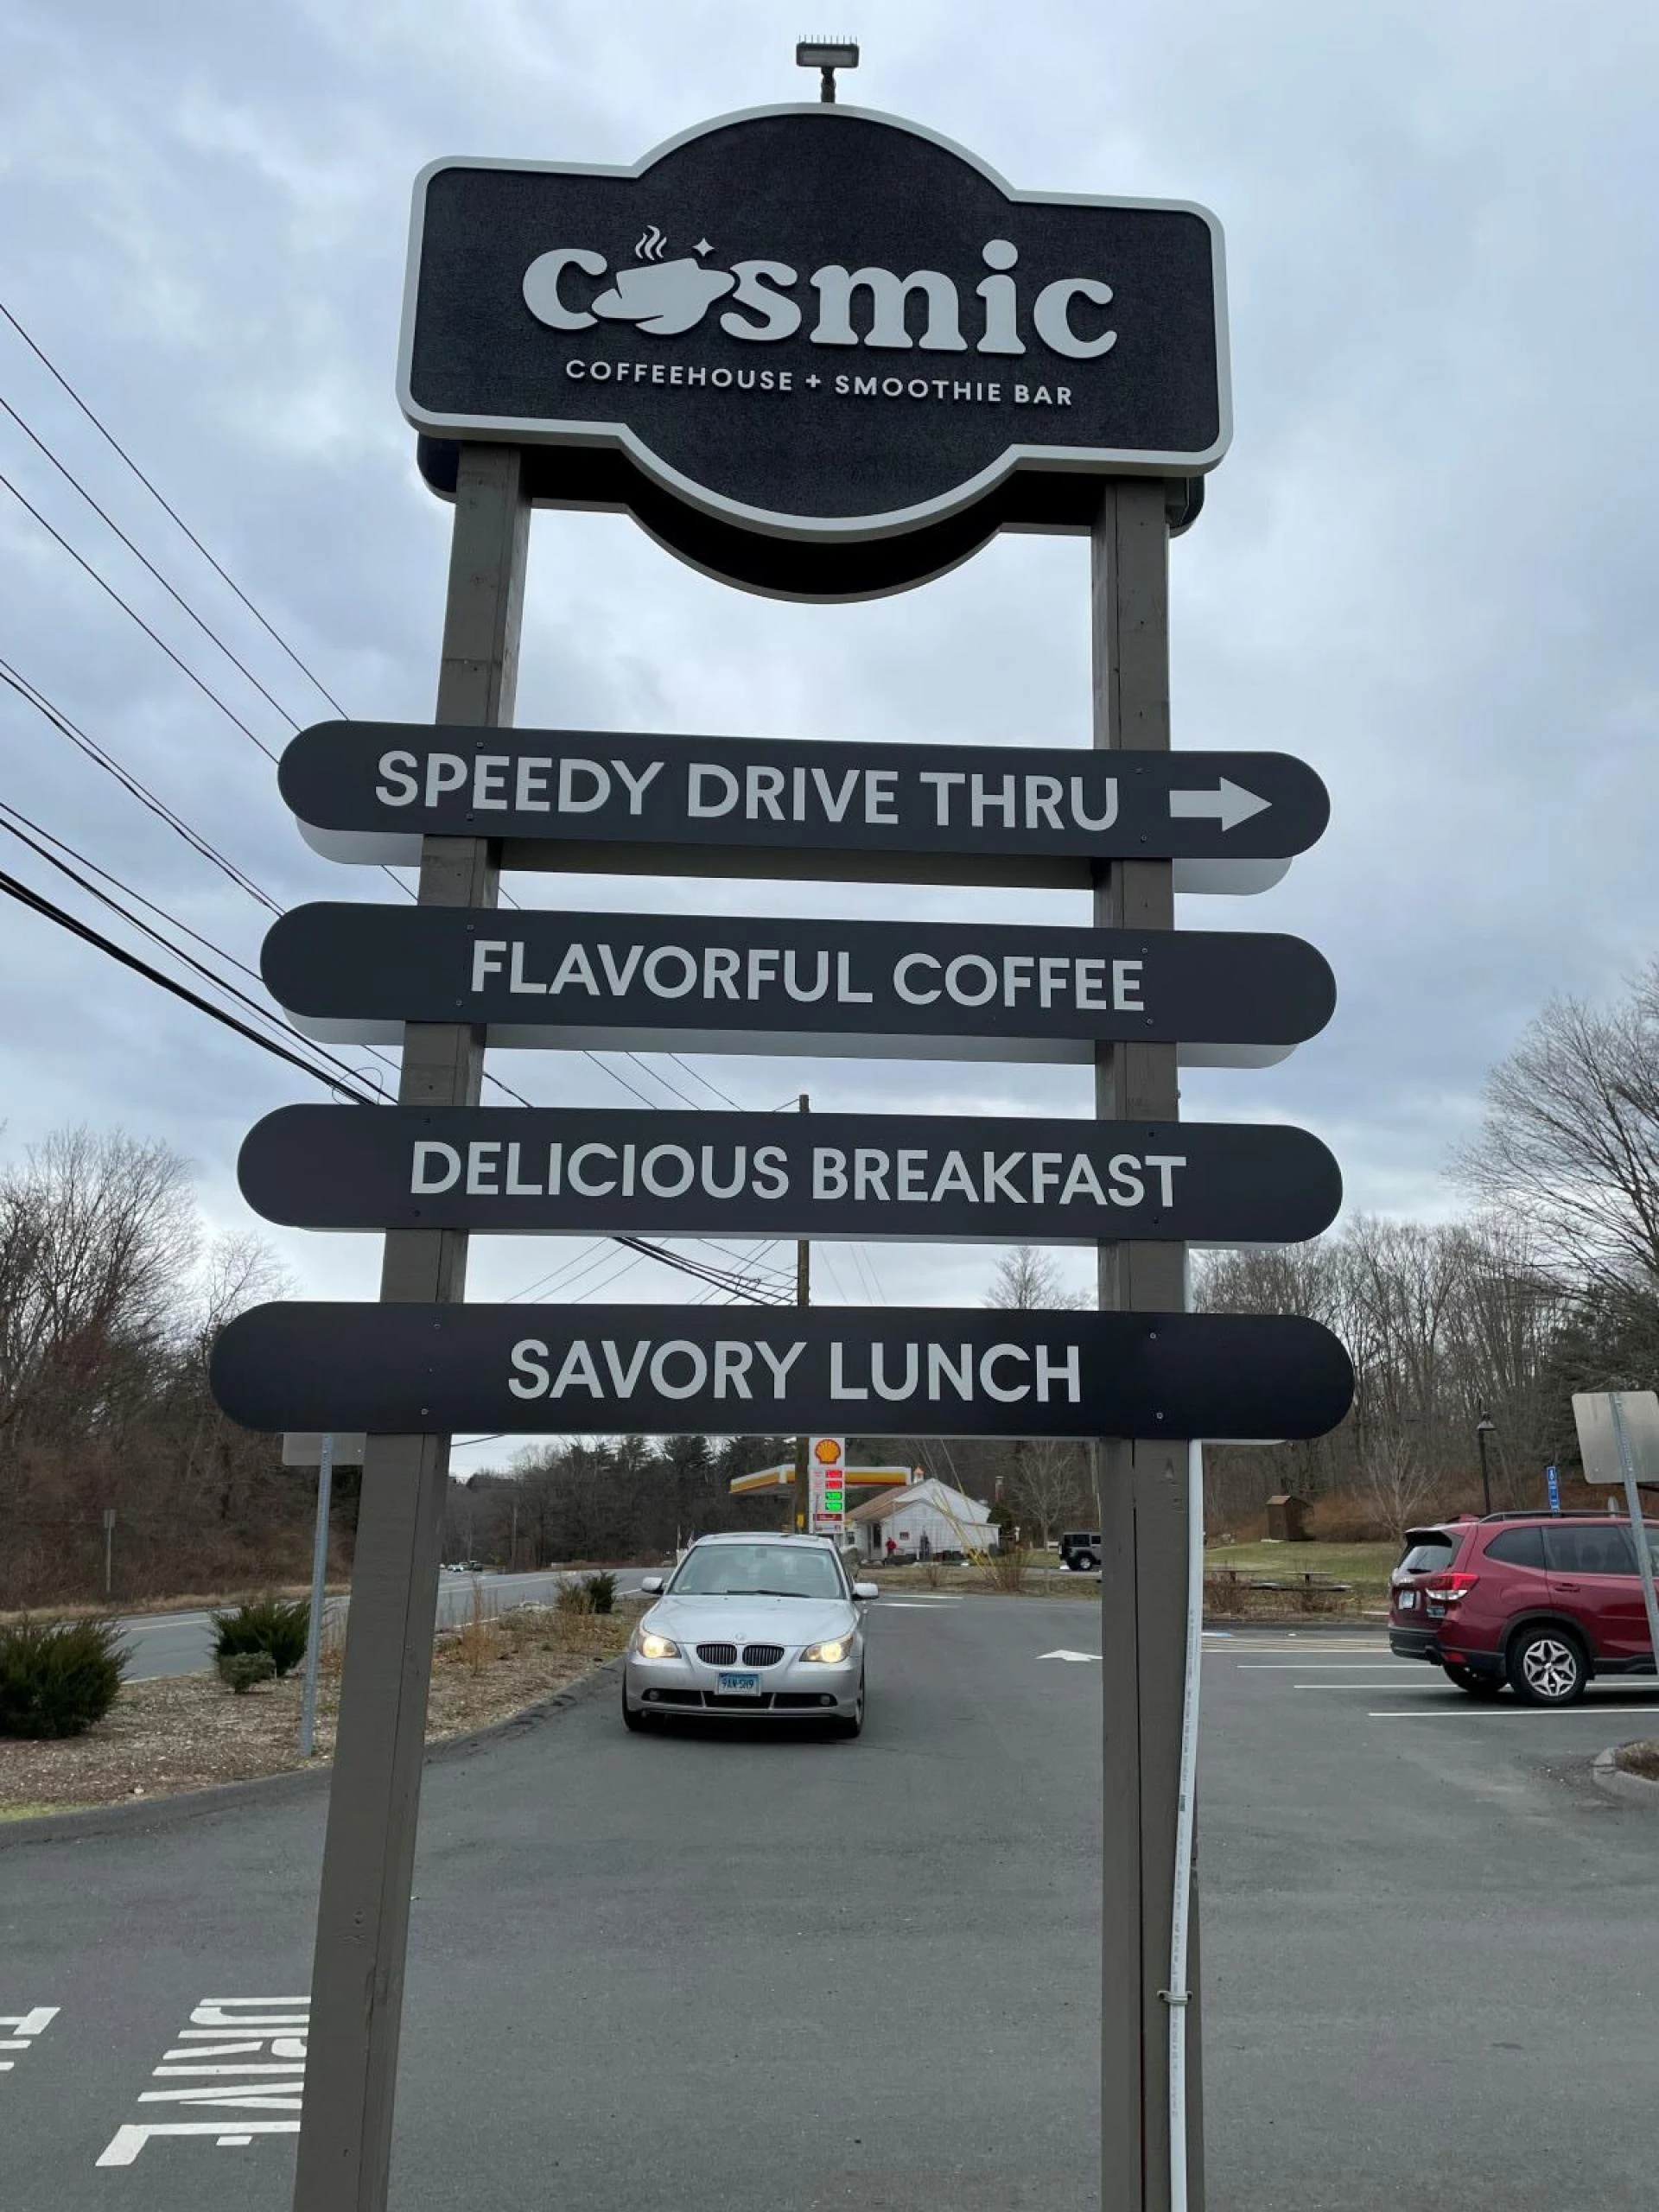 cosmic
COFFEEHOUSE + SMOOTHIE BAR
SPEEDY DRIVE THRU →
FLAVORFUL COFFEE
DELICIOUS BREAKFAST
SAVORY LUNCH
DRIVE